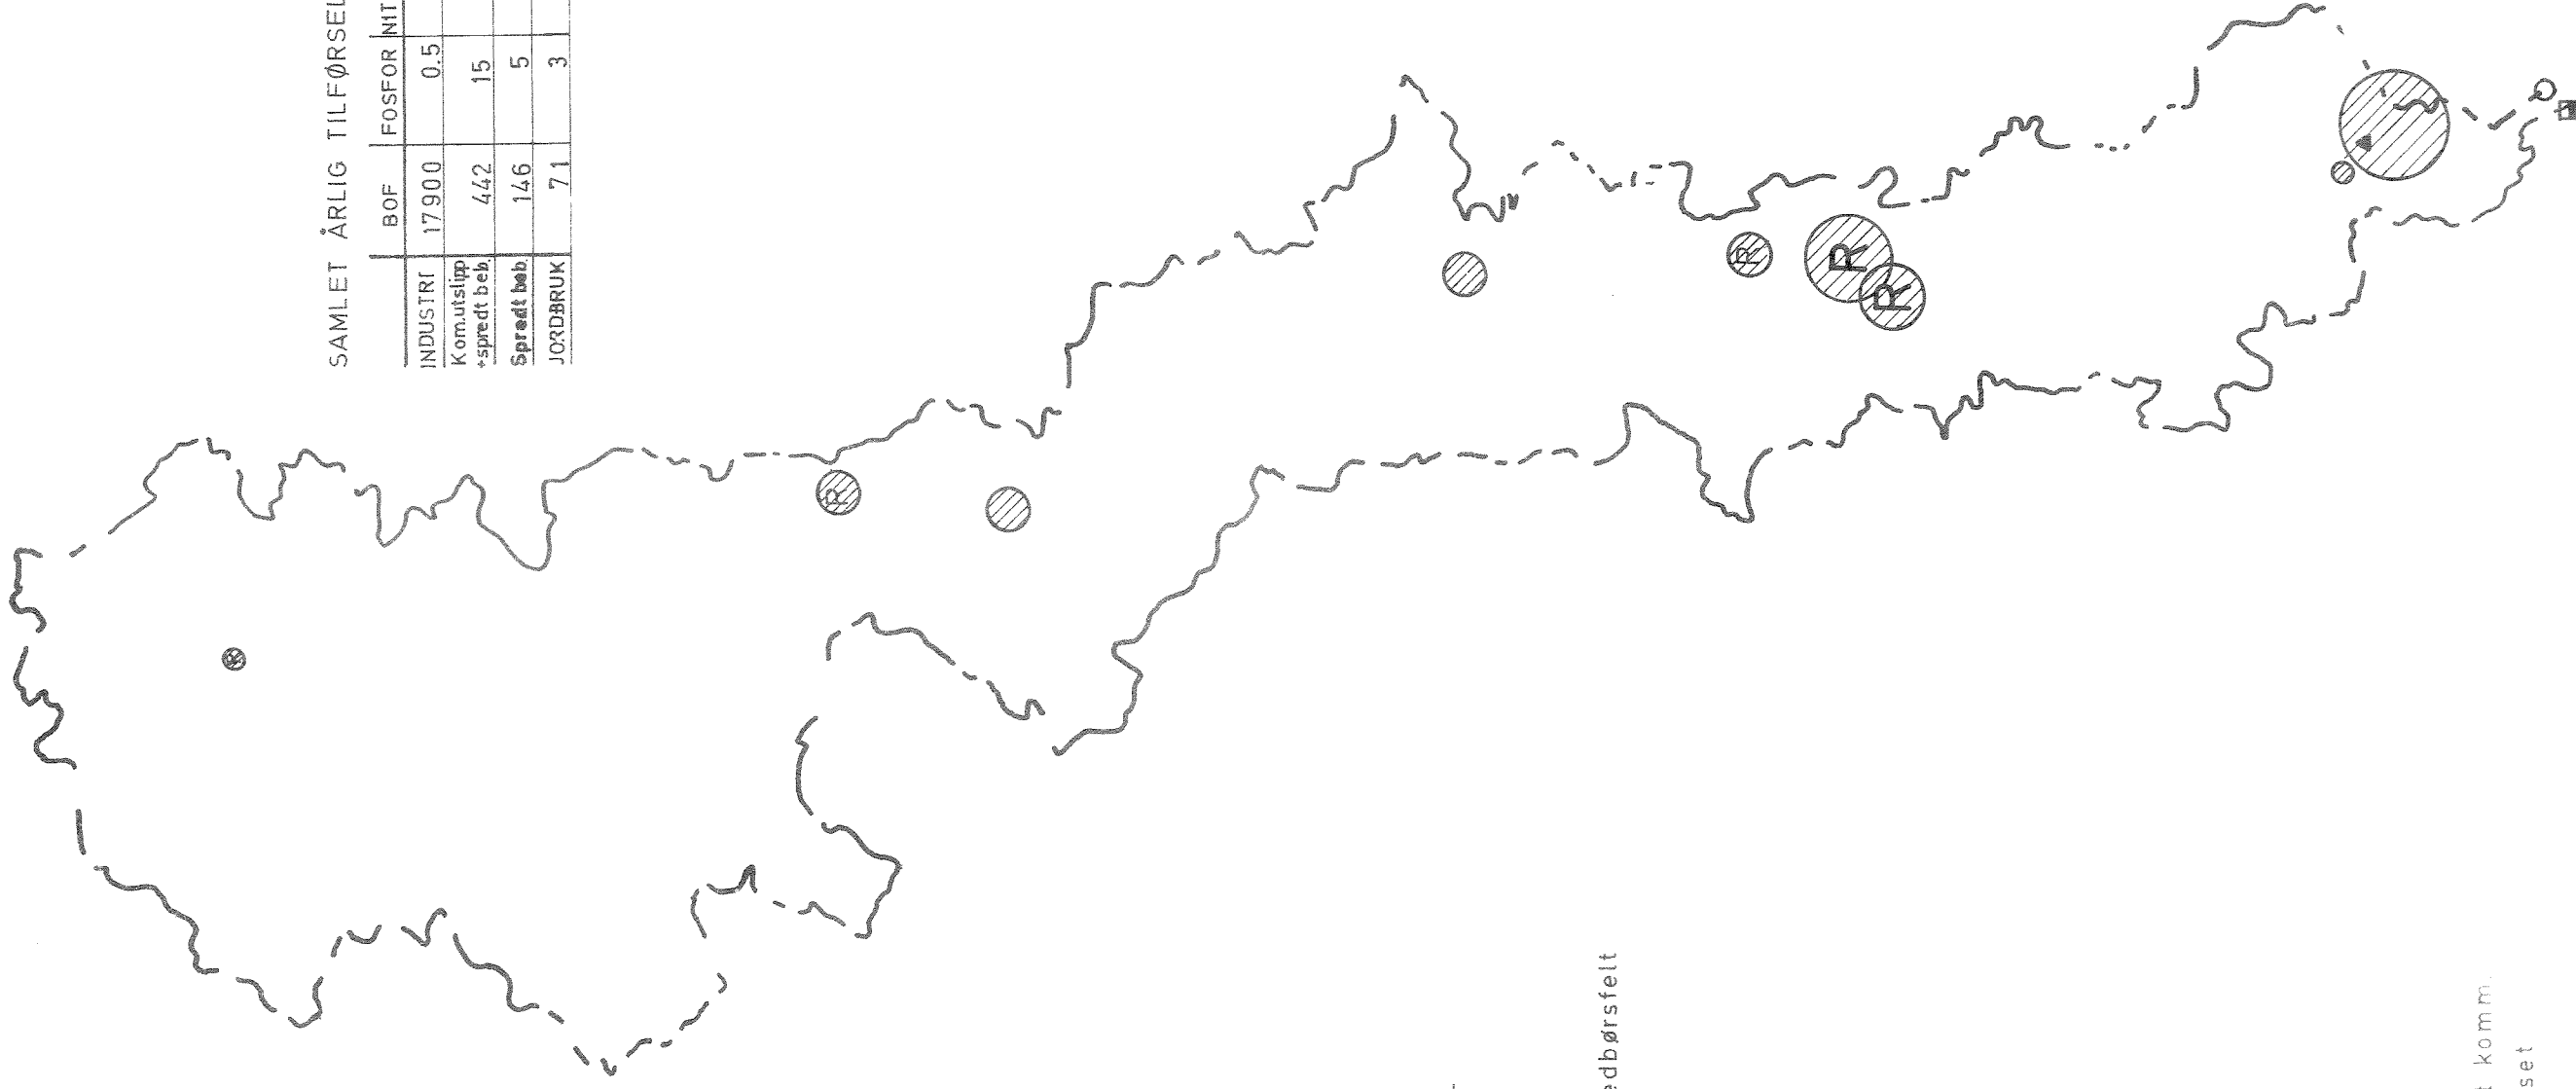 SAMLET ÅRLIG TILFØRSEL
BOF FOSFOR NIT
INDUSTRI 17900 0.5
Kom.utslipp
+spredt beb. 442 15
Spredt beb. 146 5
JORDBRUK 71 3
R
R
R
R
R
edbørsfelt
t komm.
set